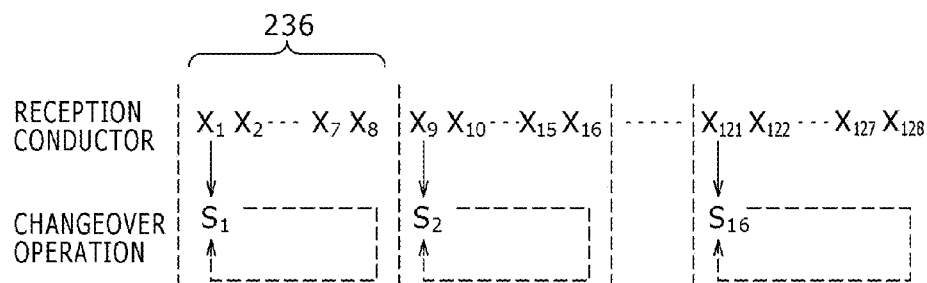 236
RECEPTION CONDUCTOR X₁ X₂ ---- X₇ X₈ X₉ X₁₀ ---- X₁₅ X₁₆ ------ X₁₂₁ X₁₂₂ ---- X₁₂₇ X₁₂₈
CHANGEOVER OPERATION S₁ S₂ S₁₆